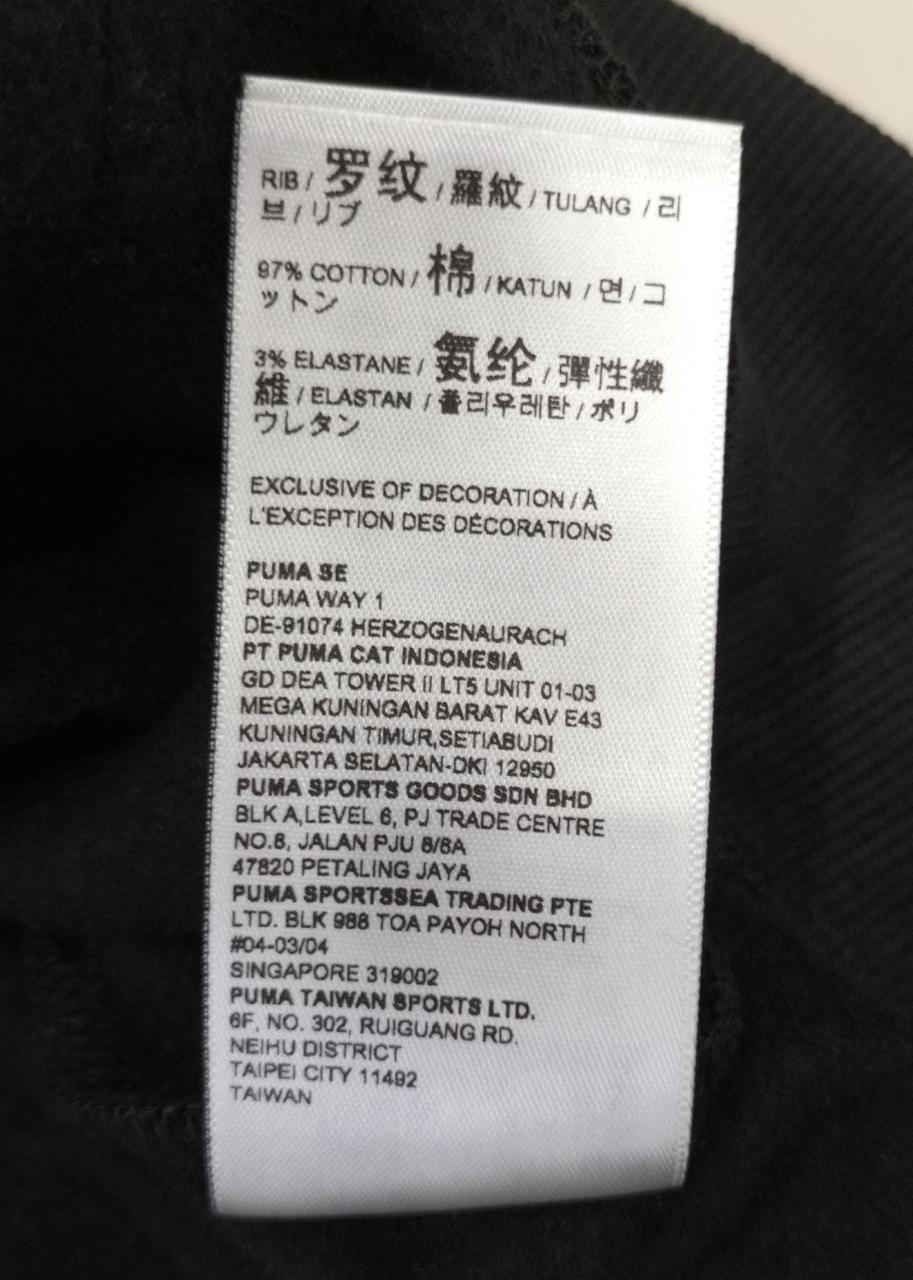 RIB / 罗纹 / 羅紋 / TULANG / 리
브 / リブ
97% COTTON / 棉 / KATUN / 면 / コ
ットン
3% ELASTANE / 氨纶 / 彈性纖
維 / ELASTAN / 폴리우레탄 / ポリ
ウレタン
EXCLUSIVE OF DECORATION / À
L'EXCEPTION DES DÉCORATIONS
PUMA SE
PUMA WAY 1
DE-91074 HERZOGENAURACH
PT PUMA CAT INDONESIA
GD DEA TOWER II LT5 UNIT 01-03
MEGA KUNINGAN BARAT KAV E43
KUNINGAN TIMUR,SETIABUDI
JAKARTA SELATAN-DKI 12950
PUMA SPORTS GOODS SDN BHD
BLK A,LEVEL 6, PJ TRADE CENTRE
NO.8, JALAN PJU 8/8A
47820 PETALING JAYA
PUMA SPORTSSEA TRADING PTE
LTD. BLK 988 TOA PAYOH NORTH
#04-03/04
SINGAPORE 319002
PUMA TAIWAN SPORTS LTD.
6F, NO. 302, RUIGUANG RD.
NEIHU DISTRICT
TAIPEI CITY 11492
TAIWAN